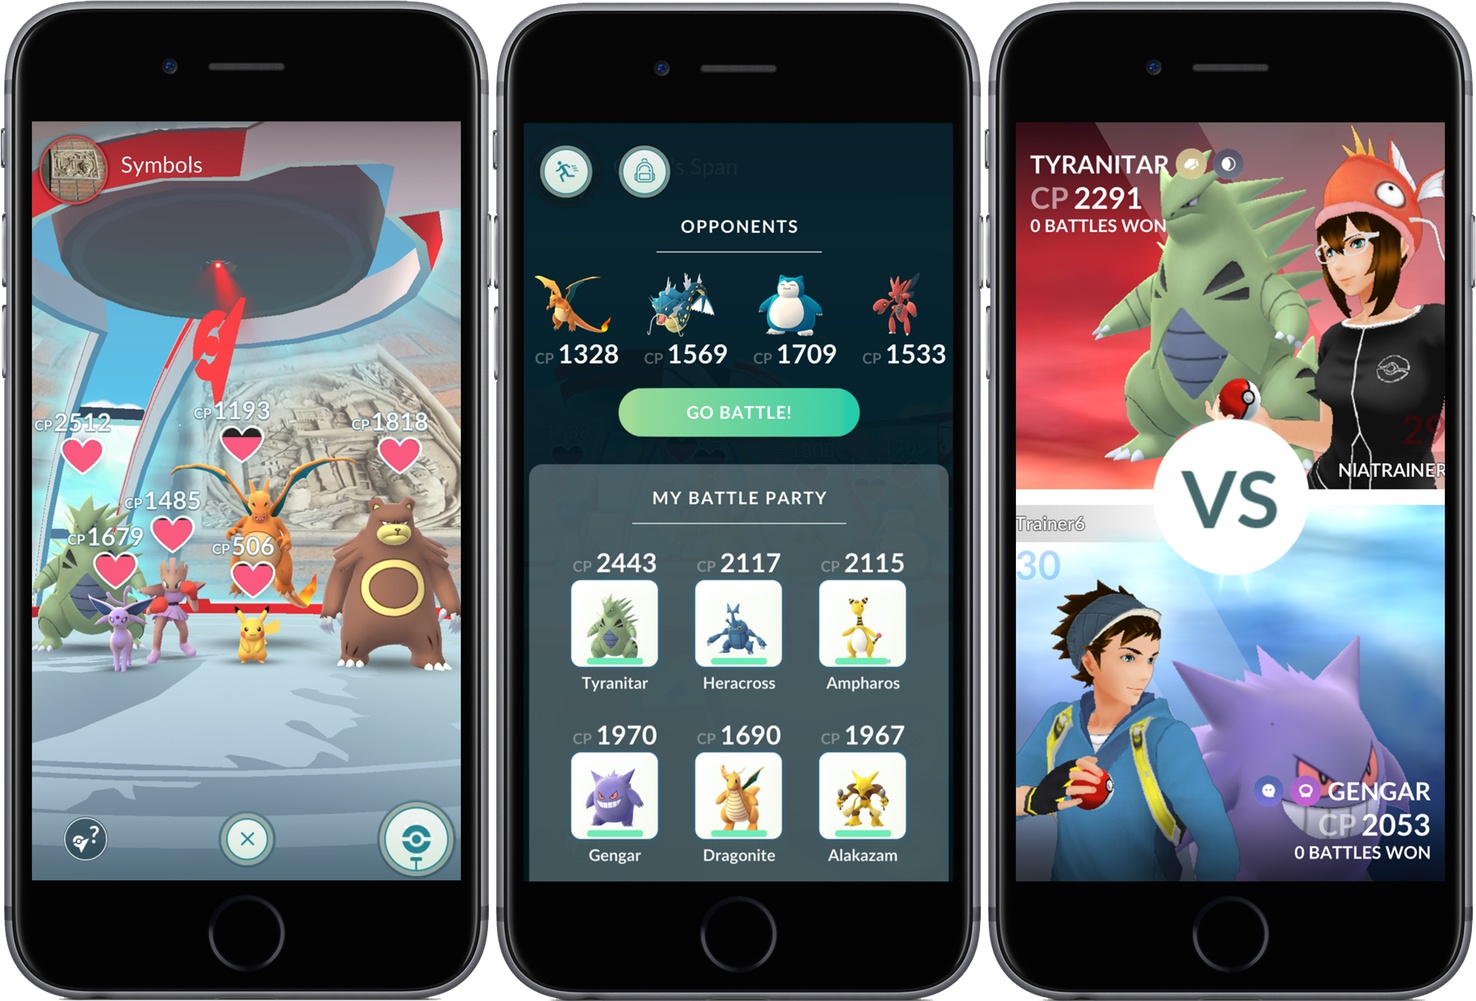 Symbols
CP 2512
CP 1193
CP 1818
CP 1485
CP 1679
CP 506
?
's Span
OPPONENTS
CP 1328 CP 1569 CP 1709 CP 1533
GO BATTLE!
MY BATTLE PARTY
CP 2443 CP 2117 CP 2115
Tyranitar Heracross Ampharos
CP 1970 CP 1690 CP 1967
Gengar Dragonite Alakazam
TYRANITAR
CP 2291
0 BATTLES WON
29
NIATRAINER
VS
Trainer6
30
GENGAR
CP 2053
0 BATTLES WON